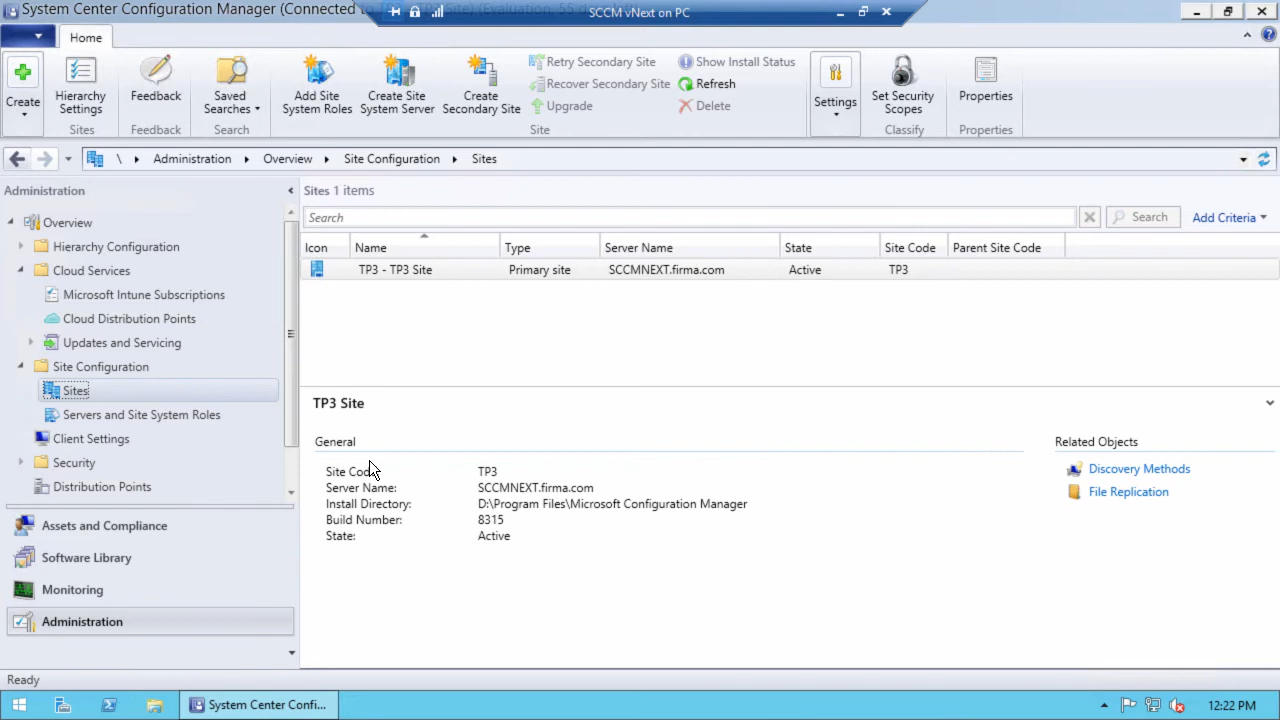 System Center Configuration Manager (Connected to
SCCM vNext on PC
Home
Create
Hierarchy Settings
Sites
Feedback
Feedback
Saved Searches
Search
Add Site System Roles
Create Site System Server
Create Secondary Site
Retry Secondary Site
Recover Secondary Site
Upgrade
Show Install Status
Refresh
Delete
Site
Settings
Set Security Scopes
Classify
Properties
Properties
\ Administration Overview Site Configuration Sites
Administration
Overview
Hierarchy Configuration
Cloud Services
Microsoft Intune Subscriptions
Cloud Distribution Points
Updates and Servicing
Site Configuration
Sites
Servers and Site System Roles
Client Settings
Security
Distribution Points
Assets and Compliance
Software Library
Monitoring
Administration
Sites 1 items
Search
Search
Add Criteria
Icon Name Type Server Name State Site Code Parent Site Code
TP3 - TP3 Site Primary site SCCMNEXT.firma.com Active TP3
TP3 Site
General
Site Cod TP3
Server Name: SCCMNEXT.firma.com
Install Directory: D:\Program Files\Microsoft Configuration Manager
Build Number: 8315
State: Active
Related Objects
Discovery Methods
File Replication
Ready
System Center Confi...
12:22 PM